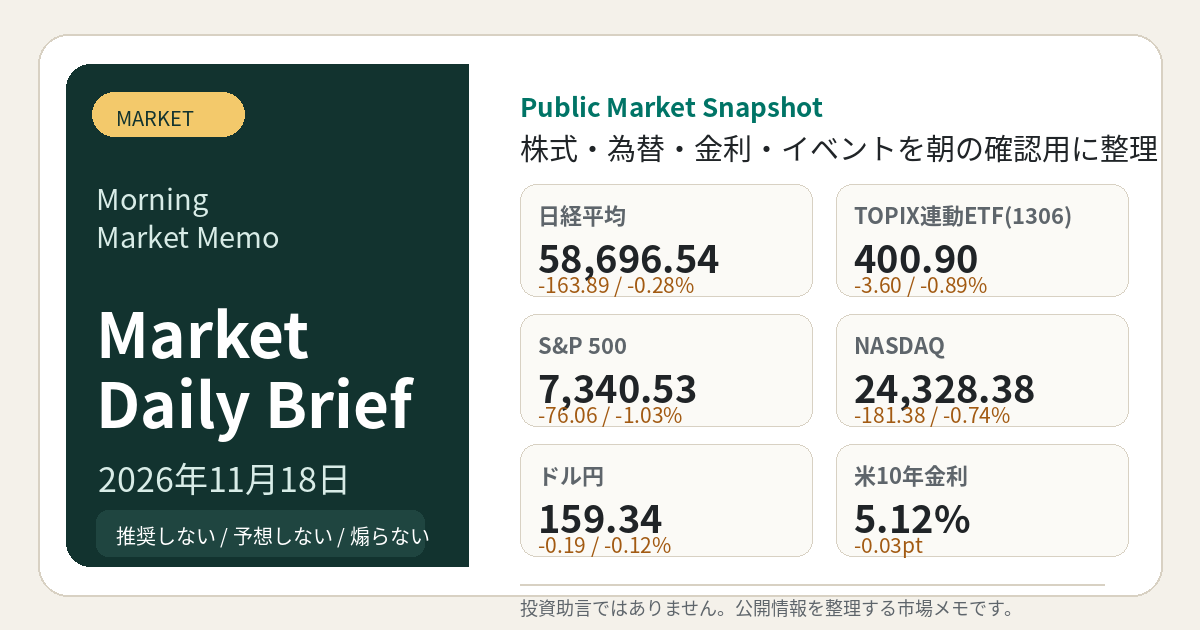 MARKET
Morning
Market Memo
Market
Daily Brief
2026年11月18日
推奨しない / 予想しない / 煽らない
Public Market Snapshot
株式・為替・金利・イベントを朝の確認用に整理
日経平均
58,696.54
-163.89 / -0.28%
TOPIX連動ETF(1306)
400.90
-3.60 / -0.89%
S&P 500
7,340.53
-76.06 / -1.03%
NASDAQ
24,328.38
-181.38 / -0.74%
ドル円
159.34
-0.19 / -0.12%
米10年金利
5.12%
-0.03pt
投資助言ではありません。公開情報を整理する市場メモです。